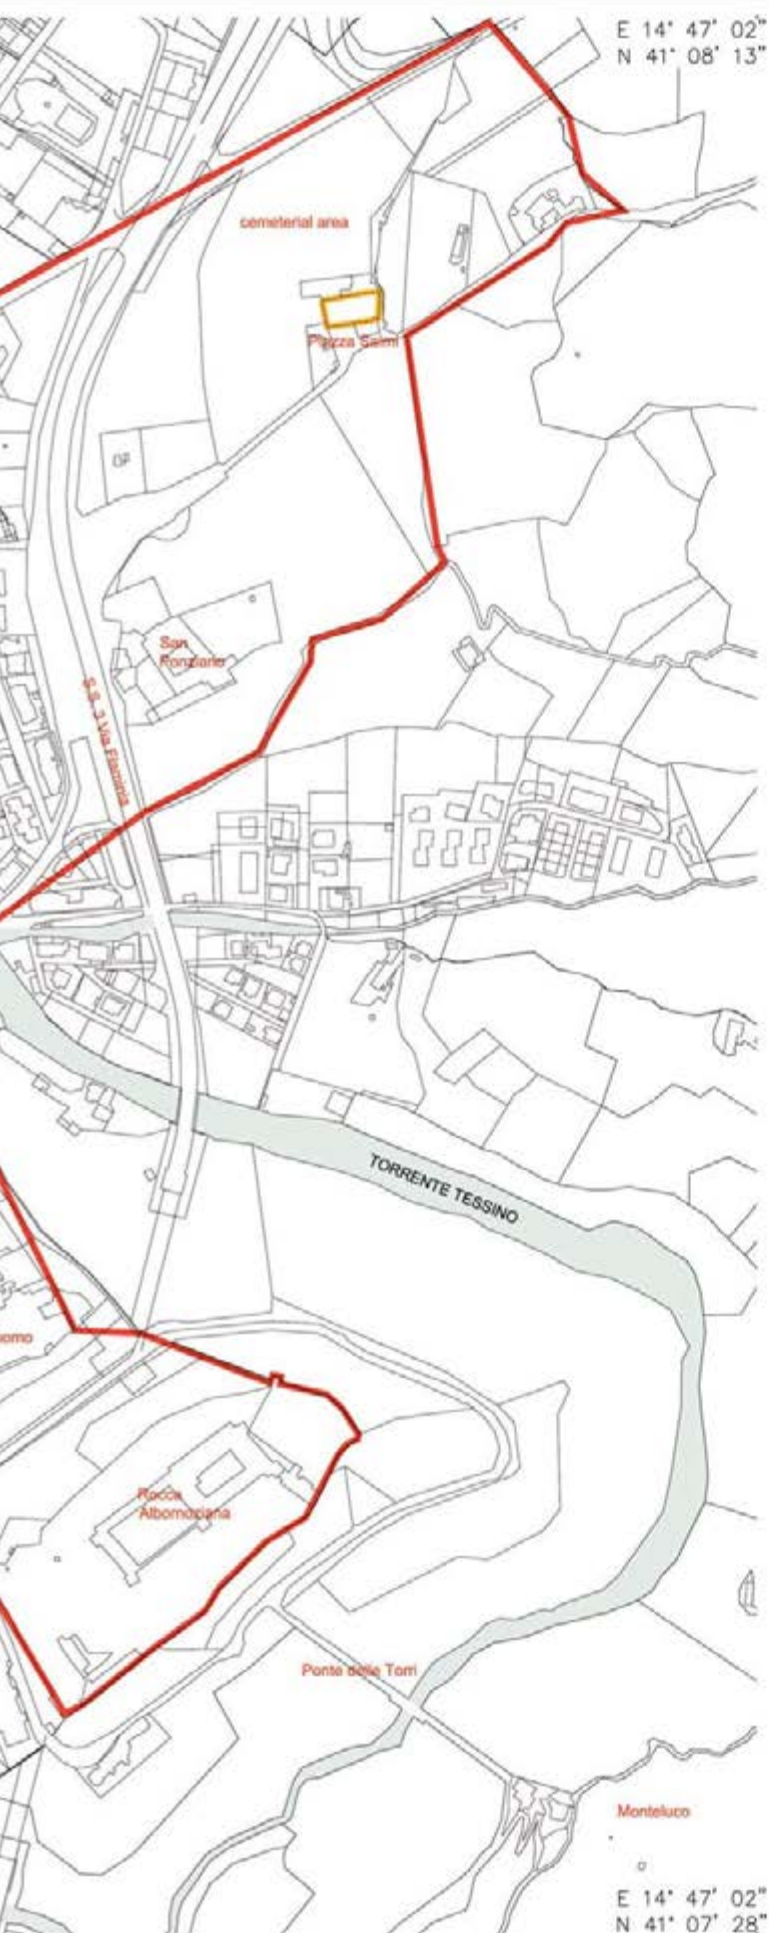 E 14° 47' 02"
N 41° 08' 13"
cemeterial area
Piazza Salmi
San
Ponziano
S.S. 3 Via Flaminia
TORRENTE TESSINO
uomo
Rocca
Albornoziana
Ponte delle Torri
Monteluco
E 14° 47' 02"
N 41° 07' 28"